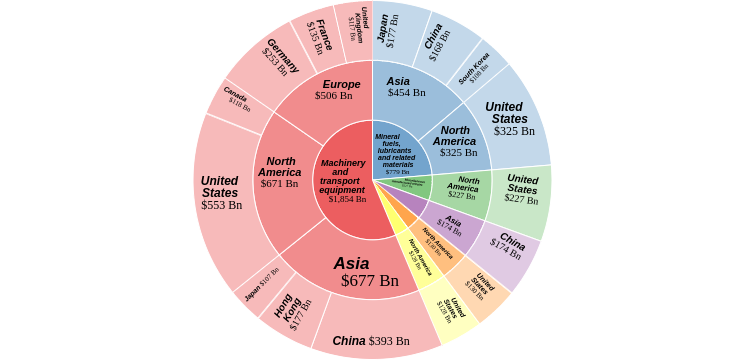 Mineral
fuels,
lubricants
and related
materials
$779 Bn
Machinery
and
transport
equipment
$1,854 Bn
Asia
$454 Bn
North
America
$325 Bn
North
America
$227 Bn
Asia
$174 Bn
North America
$130 Bn
North America
$128 Bn
Asia
$677 Bn
North
America
$671 Bn
Europe
$506 Bn
Japan
$177 Bn
China
$168 Bn
South Korea
United
States
$325 Bn
United
States
$227 Bn
China
$174 Bn
United
States
$130 Bn
United
States
$128 Bn
China $393 Bn
Hong
Kong
$177 Bn
Japan $107 Bn
United
States
$553 Bn
Canada
$118 Bn
Germany
$253 Bn
France
$135 Bn
United
Kingdom
$117 Bn